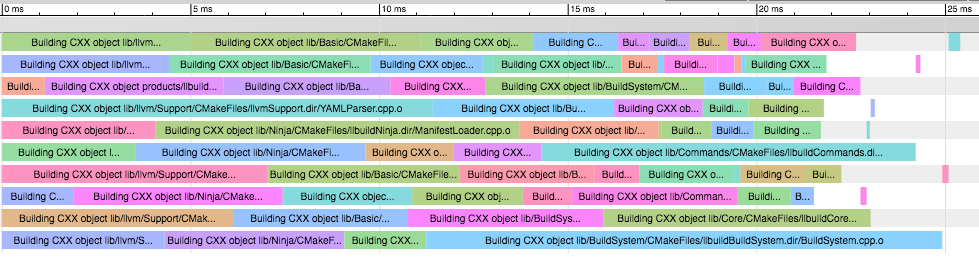 0 ms 5 ms 10 ms 15 ms 20 ms 25 ms
Building CXX object lib/llvm... Building CXX object lib/Basic/CMakeFil... Building CXX obj... Building C... Bui... Buildi... Bui... Bui... Building CXX o...
Building CXX object lib/llvm... Building CXX object lib/Basic/CMakeFi... Building CXX objec... Building CXX object lib/... Bui... Buildi... Building CXX ...
Buildi... Building CXX object products/llbuild... Building CXX object lib/Ba... Building CXX... Building CXX object lib/BuildSystem/CM... Buildi... Bui... Building C...
Building CXX object lib/llvm/Support/CMakeFiles/llvmSupport.dir/YAMLParser.cpp.o Building CXX object lib/Bu... Building CXX ob... Buildi... Building ...
Building CXX object lib/... Building CXX object lib/Ninja/CMakeFiles/llbuildNinja.dir/ManifestLoader.cpp.o Building CXX object lib/... Build... Buildi... Building ...
Building CXX object l... Building CXX object lib/Ninja/CMakeFi... Building CXX o... Building CXX... Building CXX object lib/Commands/CMakeFiles/llbuildCommands.di...
Building CXX object lib/llvm/Support/CMake... Building CXX object lib/Basic/CMakeFile... Building CXX object lib/B... Build... Building CXX o... Building C... Bui...
Building C... Building CXX object lib/Ninja/CMake... Building CXX objec... Building CXX obj... Build... Building CXX object lib/Comman... Buildi... B...
Building CXX object lib/llvm/Support/CMak... Building CXX object lib/Basic/... Building CXX object lib/BuildSys... Building CXX object lib/Core/CMakeFiles/llbuildCore...
Building CXX object lib/llvm/S... Building CXX object lib/Ninja/CMakeF... Building CXX... Building CXX object lib/BuildSystem/CMakeFiles/llbuildBuildSystem.dir/BuildSystem.cpp.o